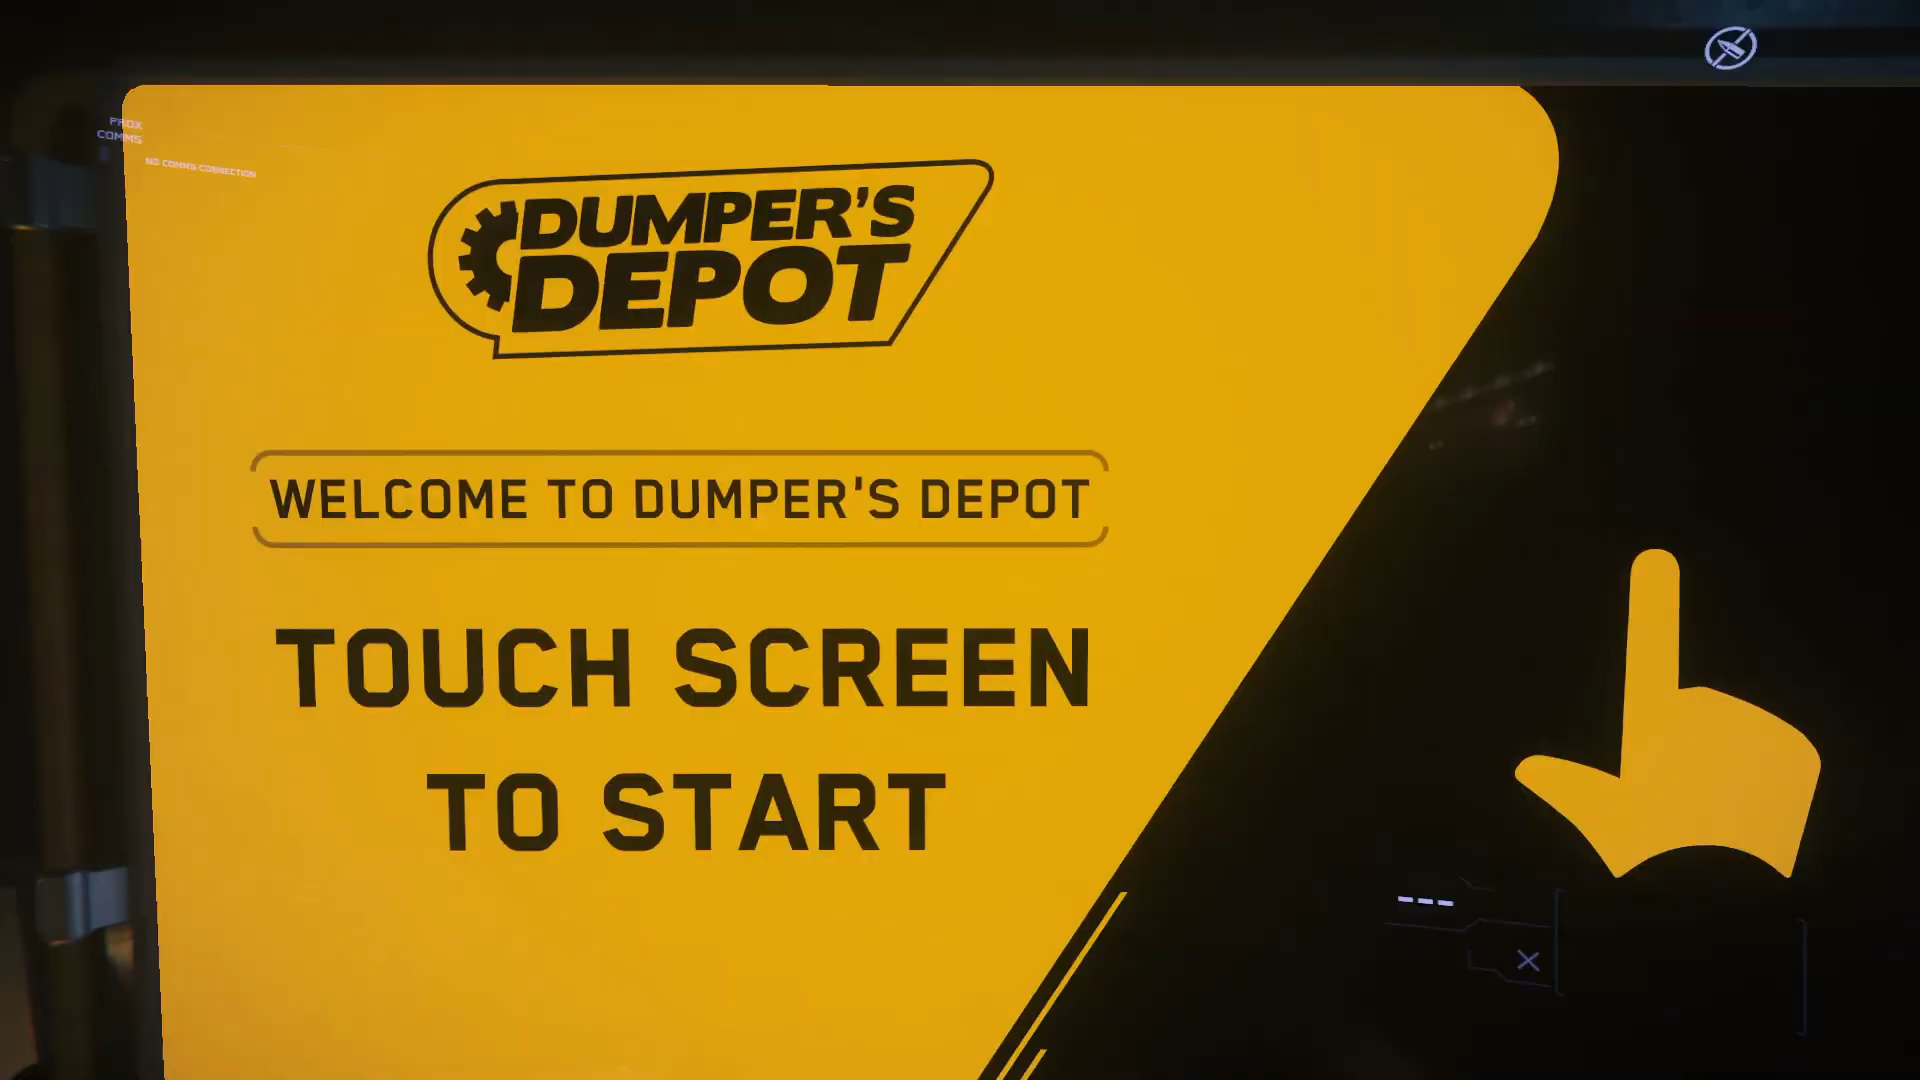 PROX
COMMS
NO COMMS CONNECTION
DUMPER'S
DEPOT
WELCOME TO DUMPER'S DEPOT
TOUCH SCREEN
TO START